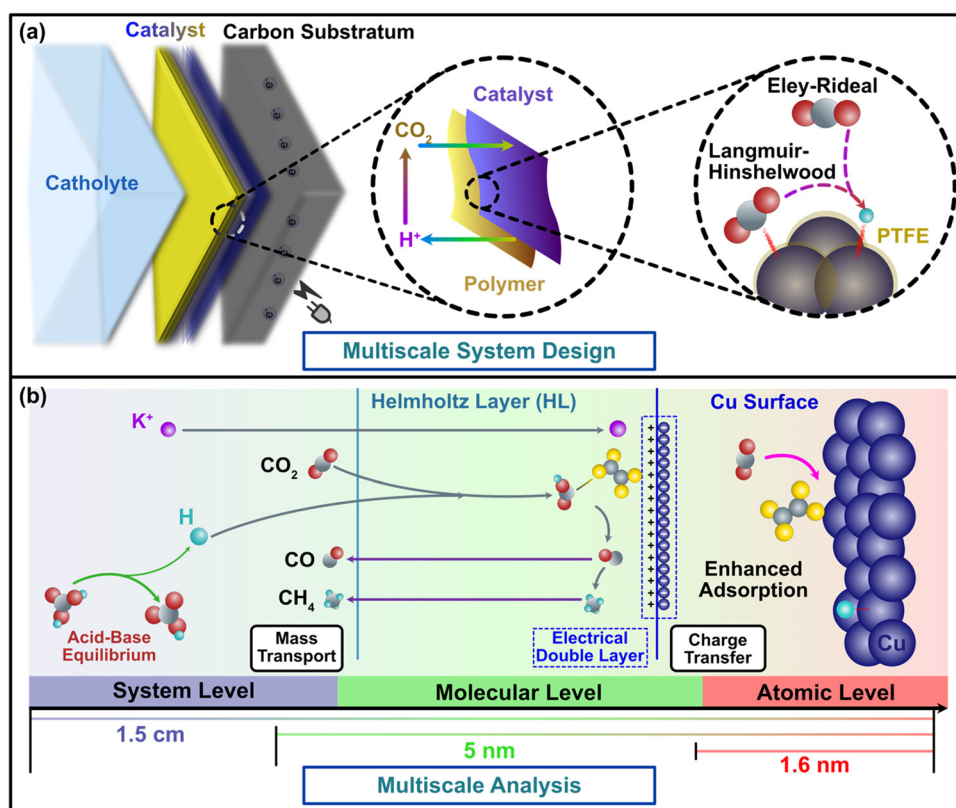 (a)
Catalyst
Carbon Substratum
Catholyte
e-
e-
e-
e-
e-
e-
e-
e-
CO2
Catalyst
H+
Polymer
Eley-Rideal
Langmuir-
Hinshelwood
PTFE
Multiscale System Design
(b)
Helmholtz Layer (HL)
Cu Surface
K+
CO2
H
CO
CH4
Enhanced
Adsorption
Acid-Base
Equilibrium
Mass
Transport
Electrical
Double Layer
Charge
Transfer
Cu
System Level
Molecular Level
Atomic Level
1.5 cm
5 nm
1.6 nm
Multiscale Analysis